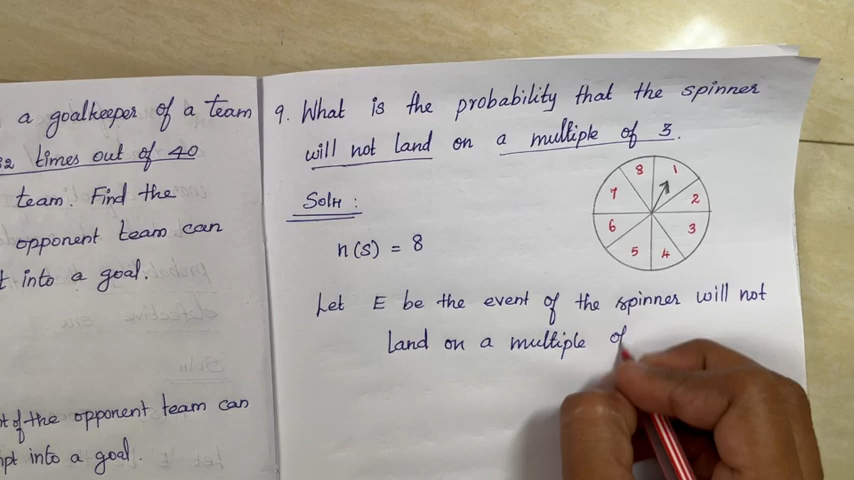 a goalkeeper of a team
32 times out of 40
team. Find the
opponent team can
t into a goal.
of the opponent team can
pt into a goal.
9. What is the probability that the spinner
will not land on a multiple of 3.
Soln :
n(S) = 8
8 1
7 2
6 3
5 4
Let E be the event of the spinner will not
Land on a multiple of